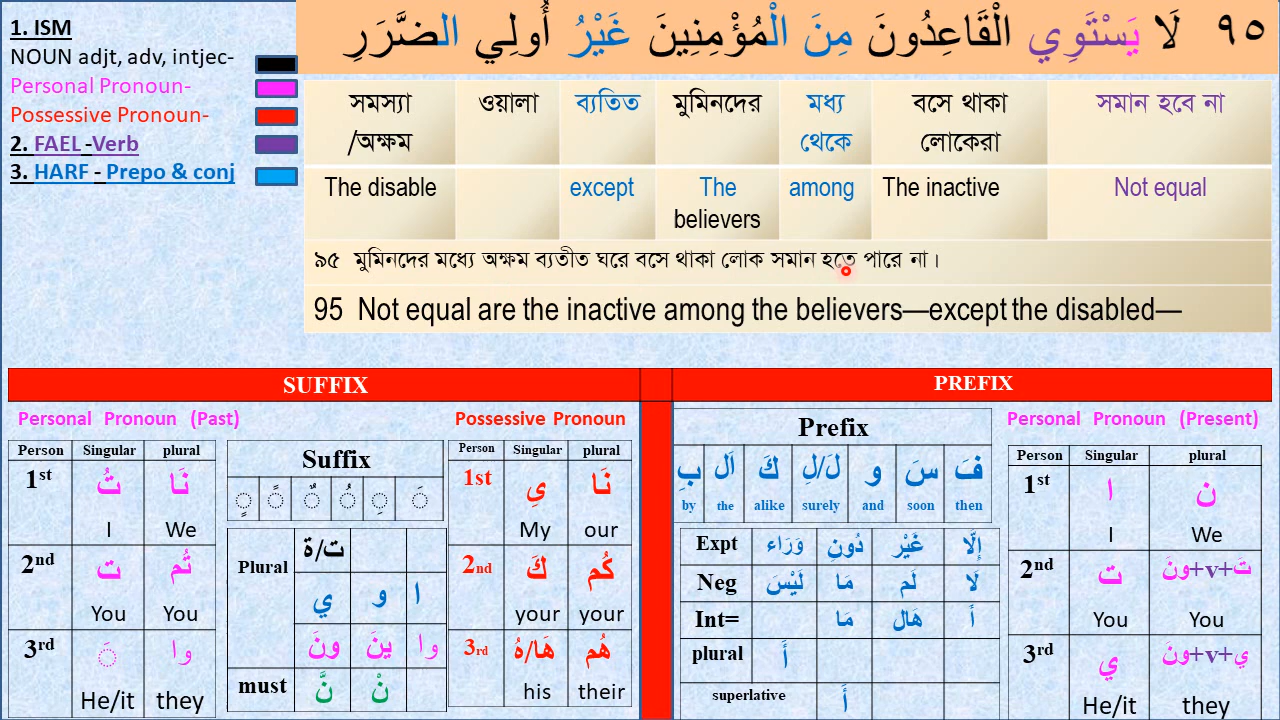 1. ISM
NOUN adjt, adv, intjec-
Personal Pronoun-
Possessive Pronoun-
2. FAEL -Verb
3. HARF - Prepo & conj
٩٥ لَا يَسْتَوِي الْقَاعِدُونَ مِنَ الْمُؤْمِنِينَ غَيْرُ أُولِي الضَّرَرِ
সমস্যা /অক্ষম ওয়ালা ব্যতিত মুমিনদের মধ্য থেকে বসে থাকা লোকেরা সমান হবে না
The disable except The believers among The inactive Not equal
৯৫ মুমিনদের মধ্যে অক্ষম ব্যতীত ঘরে বসে থাকা লোক সমান হতে পারে না।
95 Not equal are the inactive among the believers—except the disabled—
SUFFIX
Personal Pronoun (Past)
Person Singular plural
1st تُ نَا
I We
2nd ت تُم
You You
3rd َ وا
He/it they
Suffix
ٍ ً ٌ ُ ِ َ
Plural ت/ة
ي و ا
ونَ ينَ وا
must نَّ نْ
Possessive Pronoun
Person Singular plural
1st ى نَا
My our
2nd كَ كُم
your your
3rd هَا/هُ هُم
his their
PREFIX
Prefix
بِ اَل كَ لَ/لِ و سَ فَ
by the alike surely and soon then
Expt وَرَاء دُونِ غَيْر إِلَّا
Neg لَيْسَ مَا لَم لَا
Int= مَا هَال أَ
plural أَ
superlative أَ
Personal Pronoun (Present)
Person Singular plural
1st ا ن
I We
2nd ت ت+v+ونَ
You You
3rd ي ي+v+ونَ
He/it they